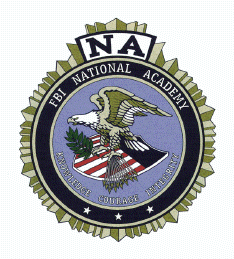 NA
FBI NATIONAL ACADEMY
KNOWLEDGE COURAGE INTEGRITY